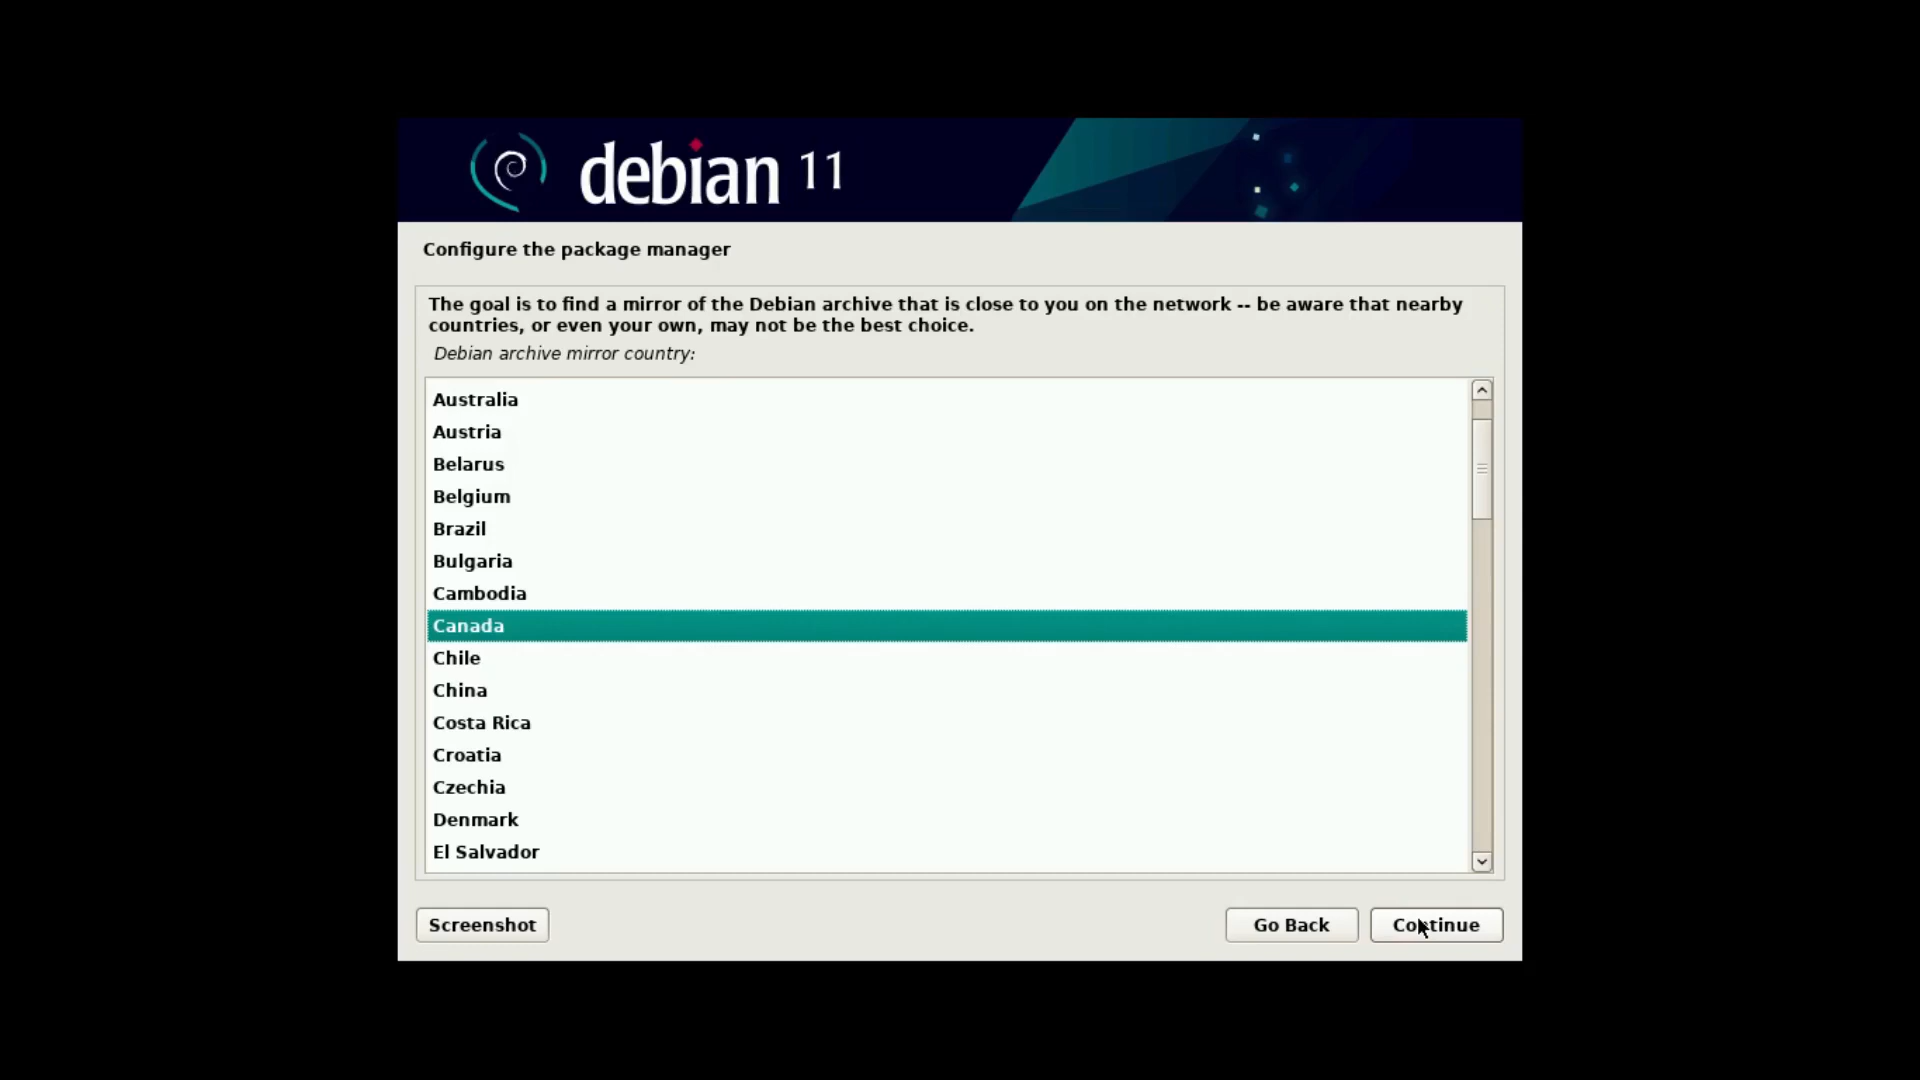 debian 11
Configure the package manager
The goal is to find a mirror of the Debian archive that is close to you on the network -- be aware that nearby
countries, or even your own, may not be the best choice.
Debian archive mirror country:
Australia
Austria
Belarus
Belgium
Brazil
Bulgaria
Cambodia
Canada
Chile
China
Costa Rica
Croatia
Czechia
Denmark
El Salvador
Screenshot Go Back Continue